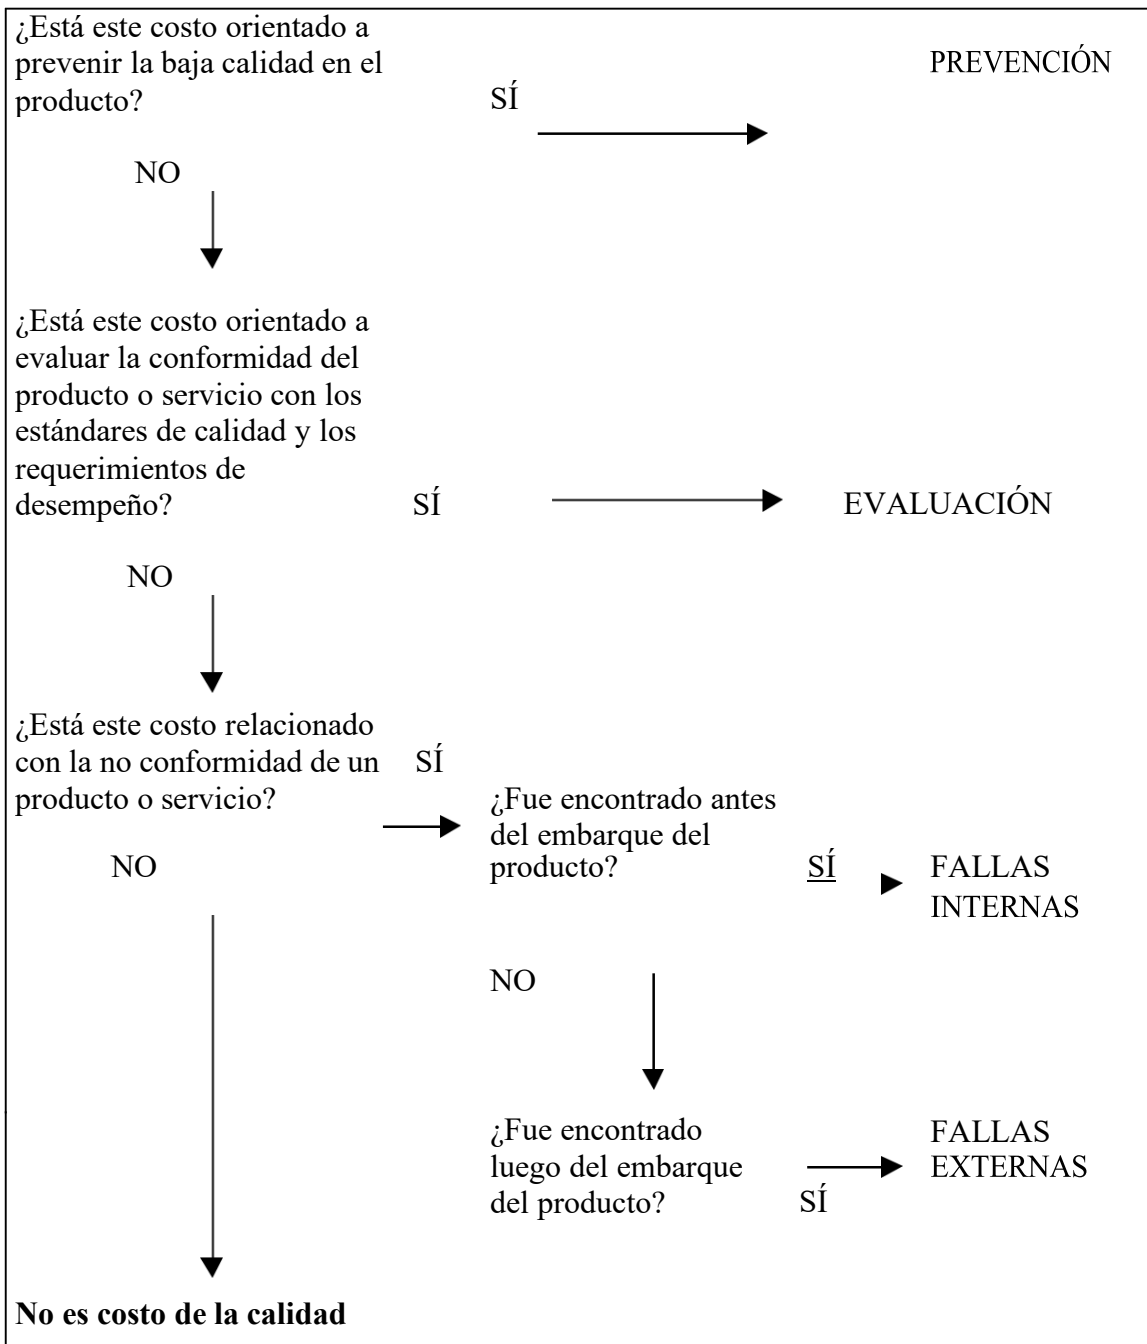 ¿Está este costo orientado a
prevenir la baja calidad en el
producto?
SÍ
PREVENCIÓN
NO
¿Está este costo orientado a
evaluar la conformidad del
producto o servicio con los
estándares de calidad y los
requerimientos de
desempeño?
SÍ
EVALUACIÓN
NO
¿Está este costo relacionado
con la no conformidad de un
producto o servicio?
SÍ
NO
¿Fue encontrado antes
del embarque del
producto?
SÍ
FALLAS
INTERNAS
NO
¿Fue encontrado
luego del embarque
del producto?
SÍ
FALLAS
EXTERNAS
No es costo de la calidad